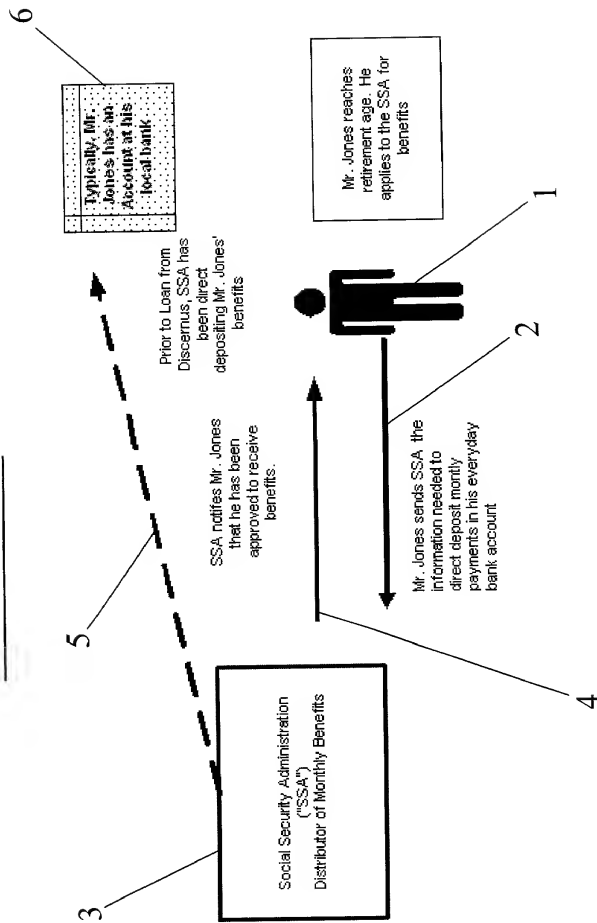 6
Typically, Mr.
Jones has an
Account at his
local bank
Mr. Jones reaches
retirement age. He
applies to the SSA for
benefits
1
Prior to Loan from
Discernus, SSA has
been direct
depositing Mr. Jones'
benefits
5
SSA notifes Mr. Jones
that he has been
approved to receive
benefits.
2
Mr. Jones sends SSA the
information needed to
direct deposit montly
payments in his everyday
bank account
4
3
Social Security Administration
("SSA")
Distributor of Monthly Benefits